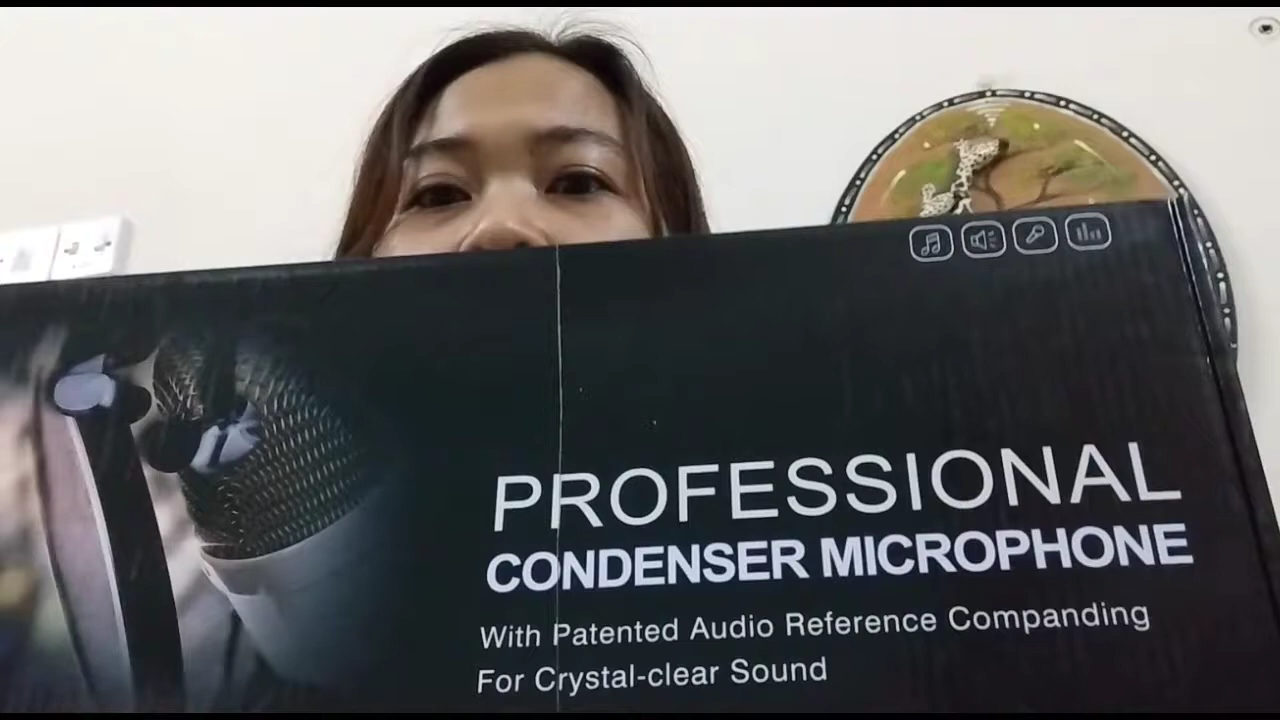 PROFESSIONAL
CONDENSER MICROPHONE
With Patented Audio Reference Companding
For Crystal-clear Sound